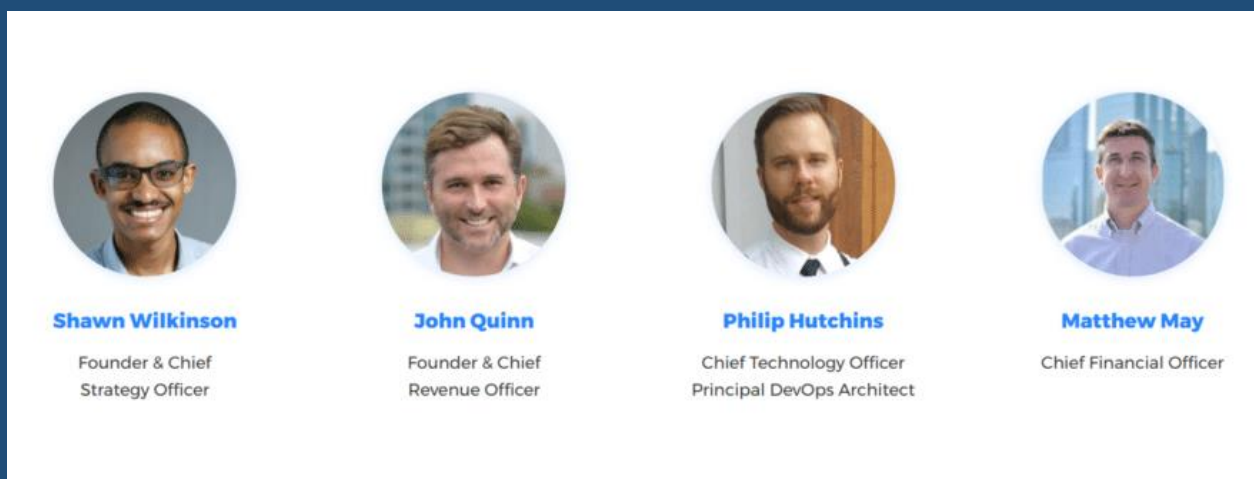 Shawn Wilkinson
Founder & Chief
Strategy Officer
John Quinn
Founder & Chief
Revenue Officer
Philip Hutchins
Chief Technology Officer
Principal DevOps Architect
Matthew May
Chief Financial Officer